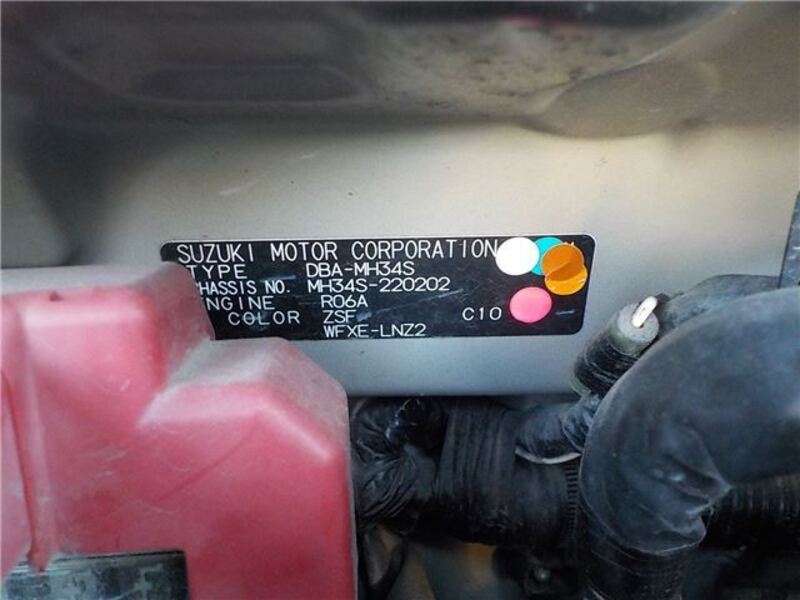 SUZUKI MOTOR CORPORATION
TYPE DBA-MH34S
CHASSIS NO. MH34S-220202
ENGINE R06A
COLOR ZSF C10
WFXE-LNZ2